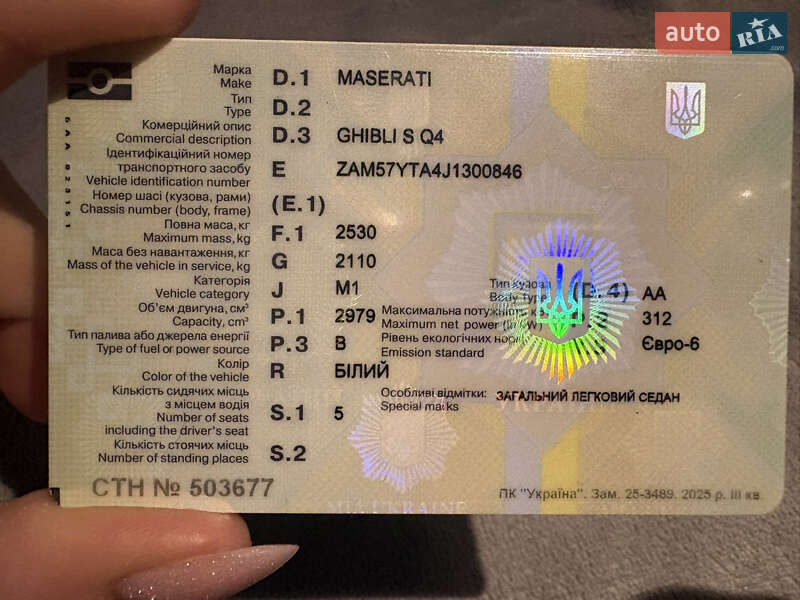 auto RIA .com
Марка
Make D.1 MASERATI
Тип
Type D.2
Комерційний опис
Commercial description D.3 GHIBLI S Q4
Ідентифікаційний номер
транспортного засобу
Vehicle identification number E ZAM57YTA4J1300846
Номер шасі (кузова, рами)
Chassis number (body, frame) (E.1)
Повна маса, кг
Maximum mass, kg F.1 2530
Маса без навантаження, кг
Mass of the vehicle in service, kg G 2110
Категорія
Vehicle category J M1
Тип кузова
Body type (D.4) AA
Об'єм двигуна, см³
Capacity, cm³ P.1 2979
Максимальна потужність
Maximum net power (in kW) 312
Тип палива або джерела енергії
Type of fuel or power source P.3 B
Рівень екологічних норм
Emission standard Євро-6
Колір
Color of the vehicle R БІЛИЙ
Кількість сидячих місць
з місцем водія
Number of seats
including the driver's seat S.1 5
Особливі відмітки: ЗАГАЛЬНИЙ ЛЕГКОВИЙ СЕДАН
Special marks
Кількість стоячих місць
Number of standing places S.2
СТН № 503677
ПК "Україна". Зам. 25-3489. 2025 р. III кв.